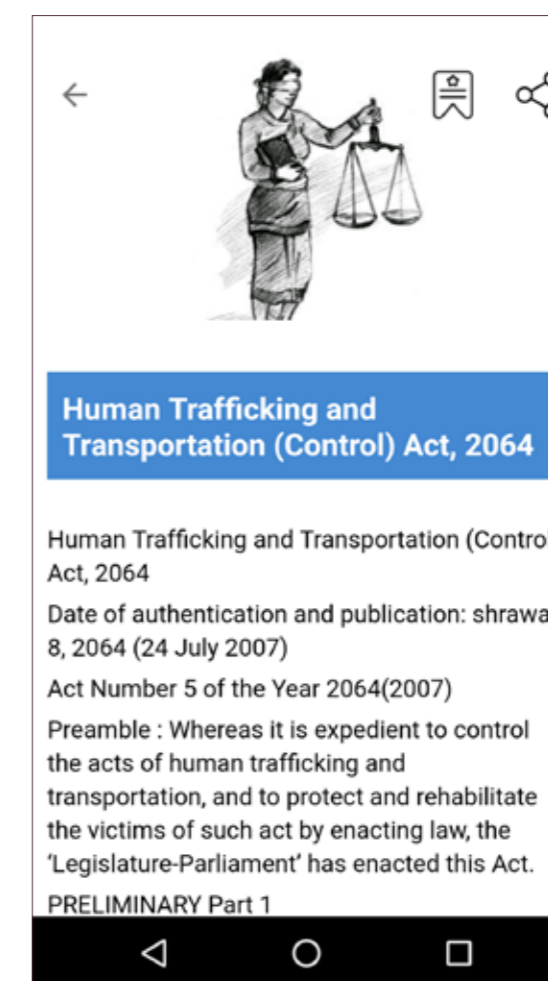 Human Trafficking and
Transportation (Control) Act, 2064
Human Trafficking and Transportation (Control
Act, 2064
Date of authentication and publication: shrawa
8, 2064 (24 July 2007)
Act Number 5 of the Year 2064(2007)
Preamble : Whereas it is expedient to control
the acts of human trafficking and
transportation, and to protect and rehabilitate
the victims of such act by enacting law, the
‘Legislature-Parliament’ has enacted this Act.
PRELIMINARY Part 1